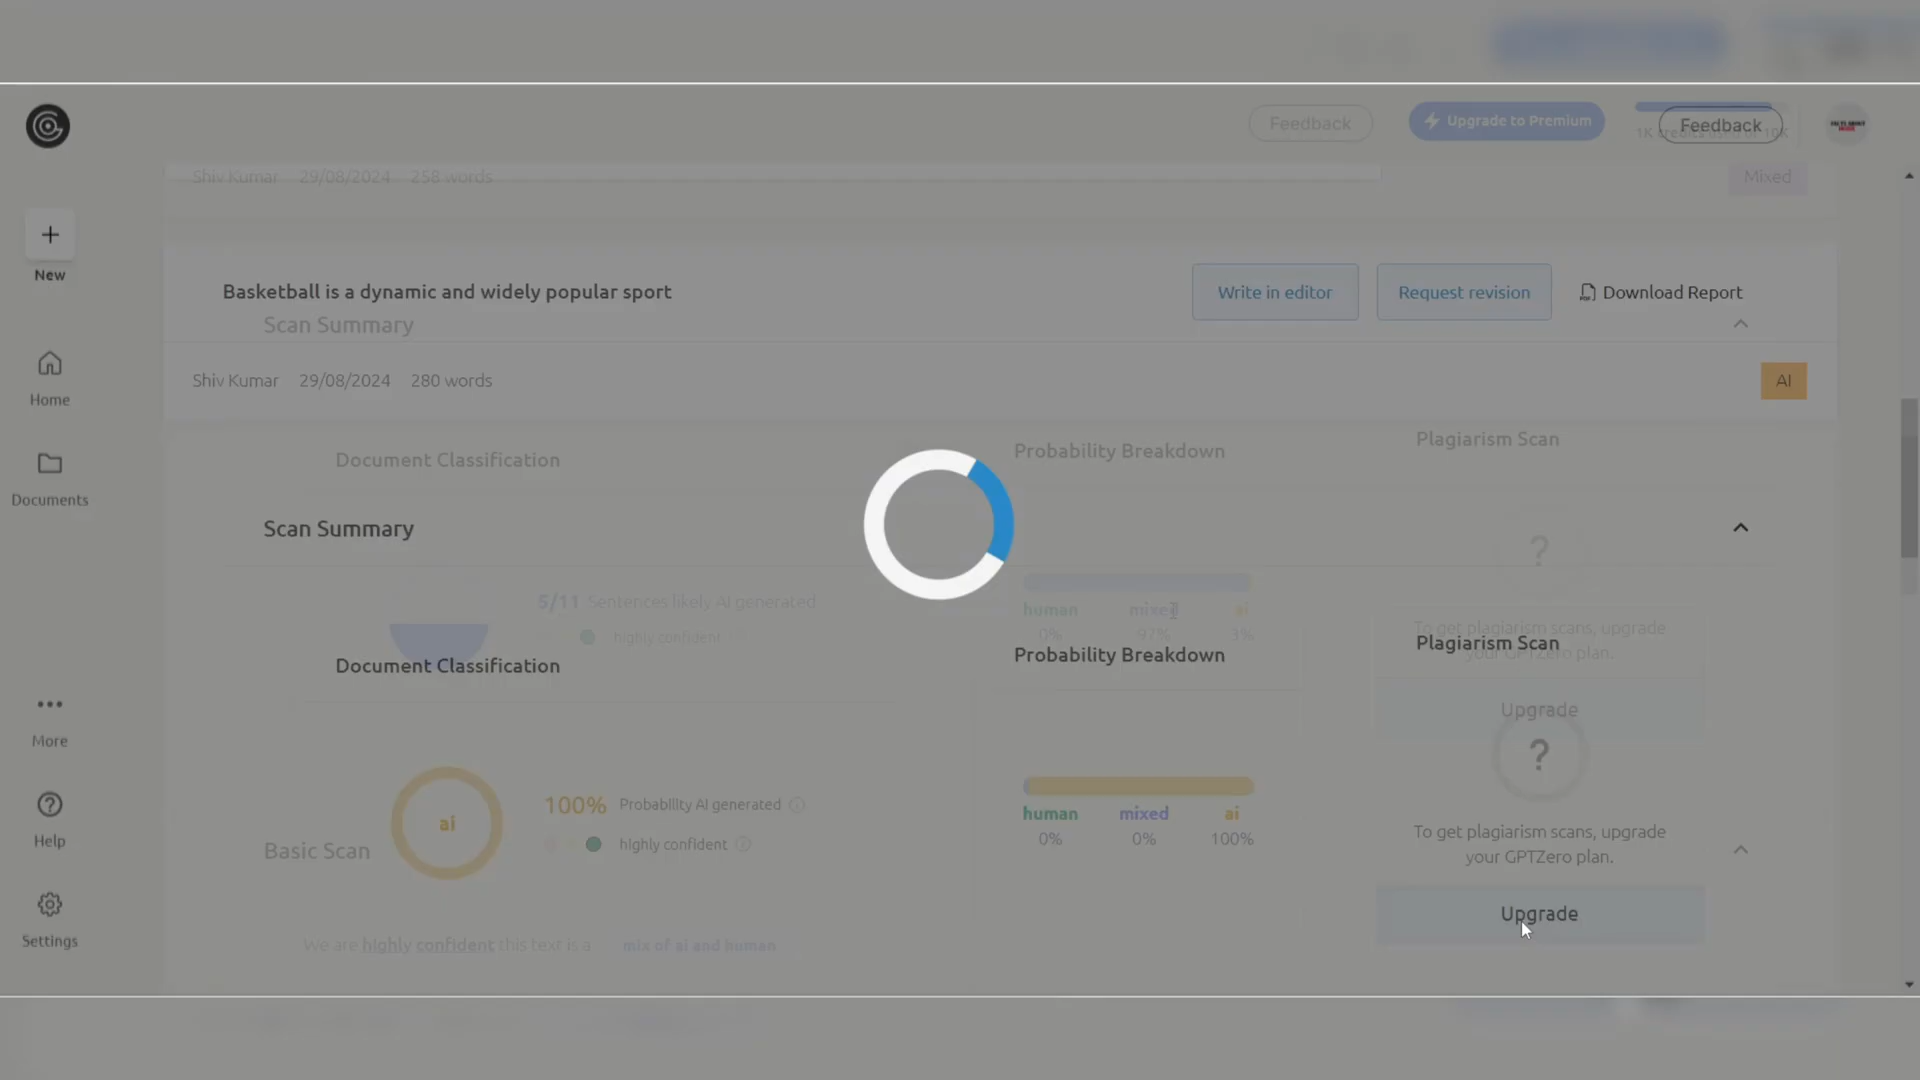 Feedback
Upgrade to Premium
Feedback
Shiv Kumar 29/08/2024 258 words
Mixed
New
Basketball is a dynamic and widely popular sport
Write in editor
Request revision
Download Report
Scan Summary
Shiv Kumar 29/08/2024 280 words
AI
Home
Document Classification
Probability Breakdown
Plagiarism Scan
Documents
Scan Summary
?
5/11 Sentences likely AI generated
highly confident
human mixed ai
0% 97% 3%
To get plagiarism scans, upgrade
your GPTZero plan.
Document Classification
Probability Breakdown
Plagiarism Scan
Upgrade
More
?
ai
100% Probability AI generated
highly confident
human mixed ai
0% 0% 100%
To get plagiarism scans, upgrade
your GPTZero plan.
Help
Basic Scan
Upgrade
Settings
We are highly confident this text is a mix of ai and human